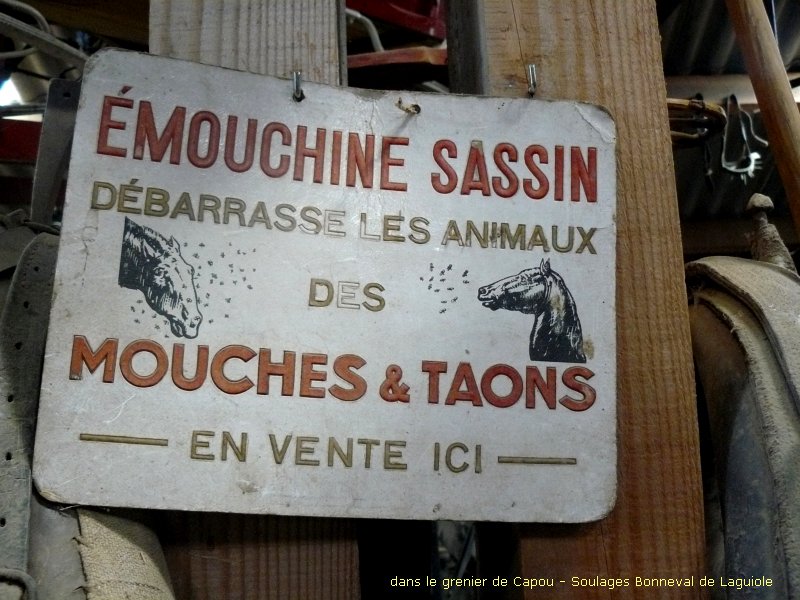 ÉMOUCHINE SASSIN
DÉBARRASSE LES ANIMAUX
DES
MOUCHES & TAONS
EN VENTE ICI
dans le grenier de Capou - Soulages Bonneval de Laguiole